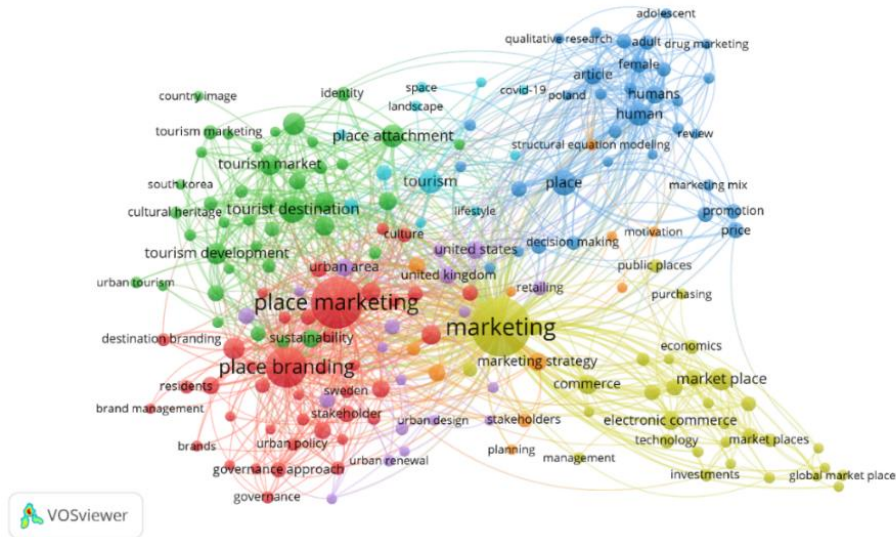 adolescent
qualitative research
adult
drug marketing
female
article
country image
identity
space
covid-19
poland
humans
landscape
human
tourism marketing
place attachment
review
structural equation modeling
tourism market
tourism
place
south korea
marketing mix
cultural heritage
tourist destination
lifestyle
promotion
culture
price
motivation
tourism development
united states
decision making
urban area
united kingdom
public places
urban tourism
retailing
place marketing
purchasing
marketing
destination branding
sustainability
economics
place branding
marketing strategy
commerce
market place
residents
sweden
brand management
stakeholder
urban design
stakeholders
electronic commerce
brands
urban policy
technology
market places
planning
urban renewal
management
governance approach
investments
global market place
governance
VOSviewer